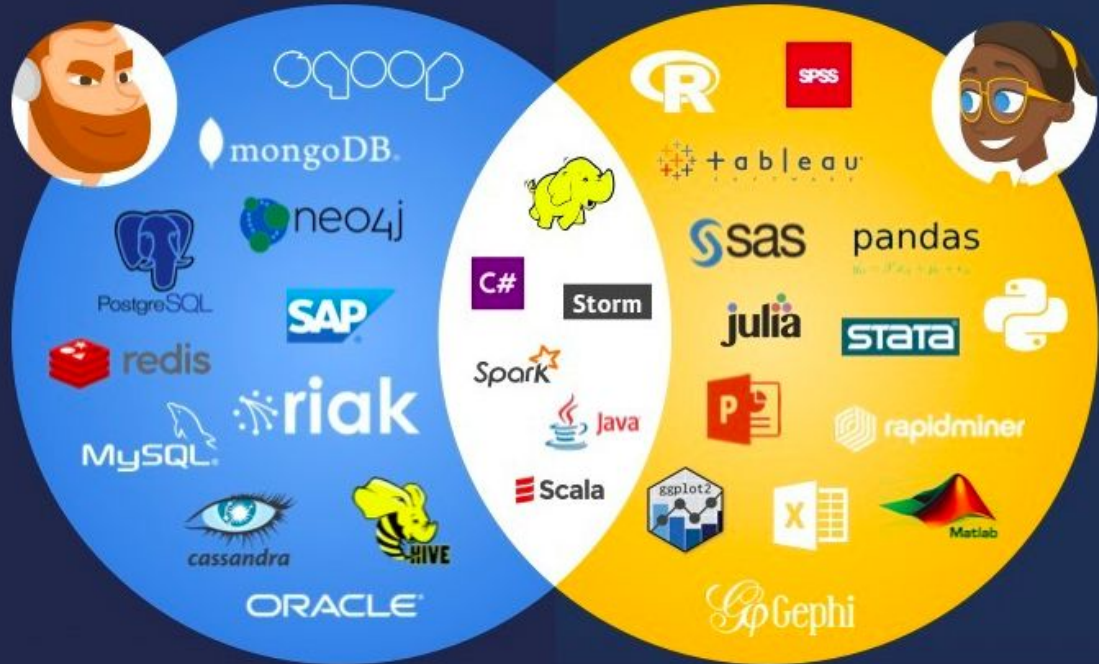 sqoop
mongoDB.
neo4j
PostgreSQL
SAP
redis
riak
MySQL.
cassandra
HIVE
ORACLE
C#
Storm
Spark
Java
Scala
R
SPSS
+ableau
SOFTWARE
sas
pandas
julia
STATA
P
rapidminer
ggplot2
X
Matlab
Gephi